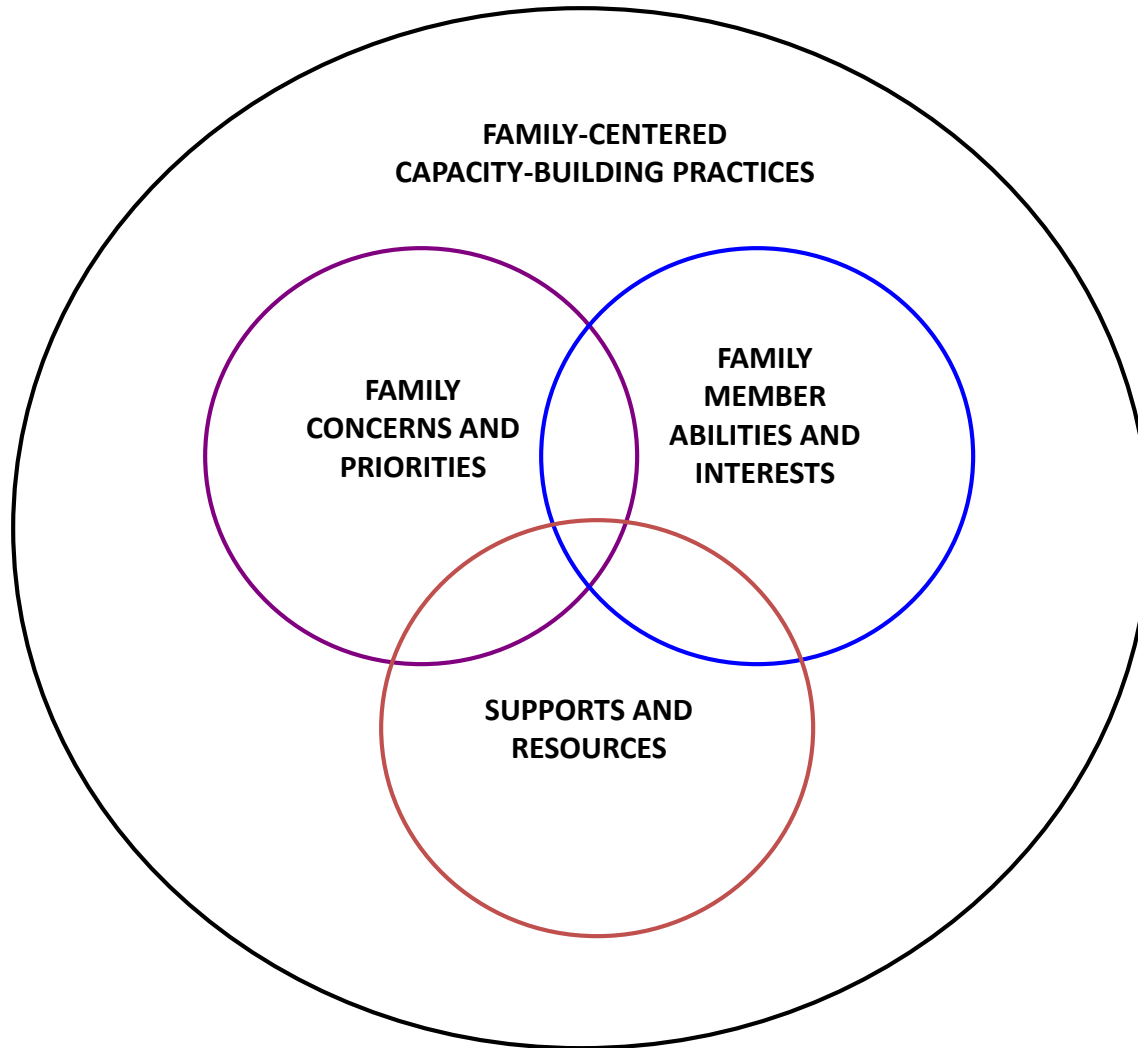 FAMILY-CENTERED
CAPACITY-BUILDING PRACTICES
FAMILY
CONCERNS AND
PRIORITIES
FAMILY
MEMBER
ABILITIES AND
INTERESTS
SUPPORTS AND
RESOURCES